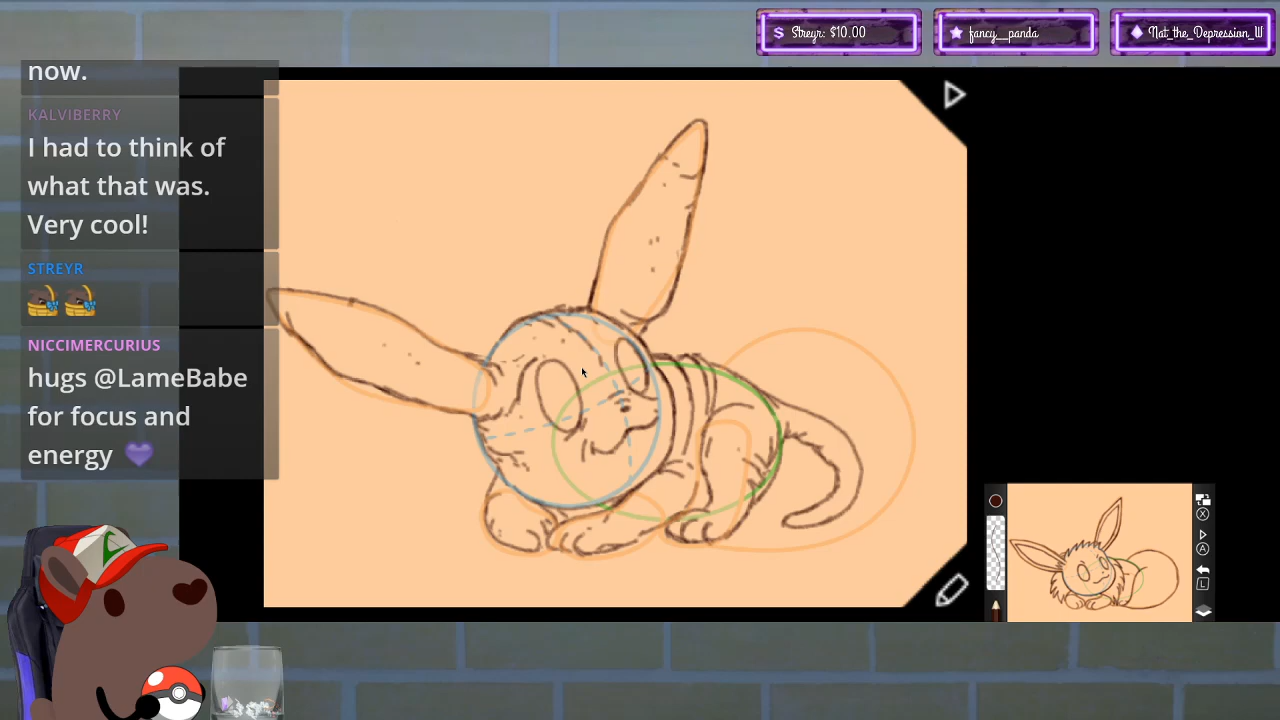 Streyr: $10.00
fancy__panda
Nat_the_Depression_W
now.
KALVIBERRY
I had to think of
what that was.
Very cool!
STREYR
NICCIMERCURIUS
hugs @LameBabe
for focus and
energy 💜
X
A
L